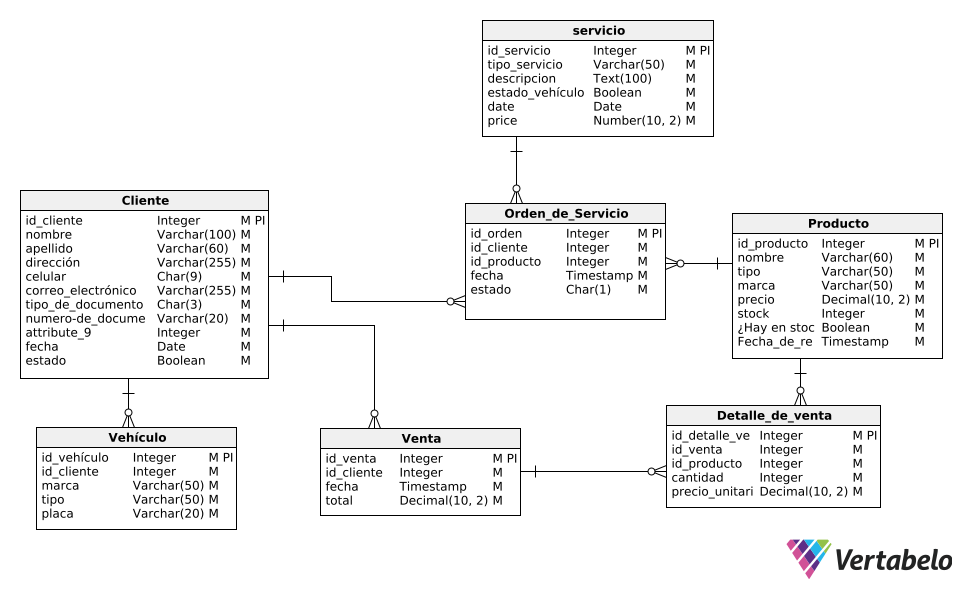 servicio
id_servicio Integer M PI
tipo_servicio Varchar(50) M
descripcion Text(100) M
estado_vehículo Boolean M
date Date M
price Number(10, 2) M
Cliente
id_cliente Integer M PI
nombre Varchar(100) M
apellido Varchar(60) M
dirección Varchar(255) M
celular Char(9) M
correo_electrónico Varchar(255) M
tipo_de_documento Char(3) M
numero-de_docume Varchar(20) M
attribute_9 Integer M
fecha Date M
estado Boolean M
Orden_de_Servicio
id_orden Integer M PI
id_cliente Integer M
id_producto Integer M
fecha Timestamp M
estado Char(1) M
Producto
id_producto Integer M PI
nombre Varchar(60) M
tipo Varchar(50) M
marca Varchar(50) M
precio Decimal(10, 2) M
stock Integer M
¿Hay en stoc Boolean M
Fecha_de_re Timestamp M
Vehículo
id_vehículo Integer M PI
id_cliente Integer M
marca Varchar(50) M
tipo Varchar(50) M
placa Varchar(20) M
Venta
id_venta Integer M PI
id_cliente Integer M
fecha Timestamp M
total Decimal(10, 2) M
Detalle_de_venta
id_detalle_ve Integer M PI
id_venta Integer M
id_producto Integer M
cantidad Integer M
precio_unitari Decimal(10, 2) M
Vertabelo